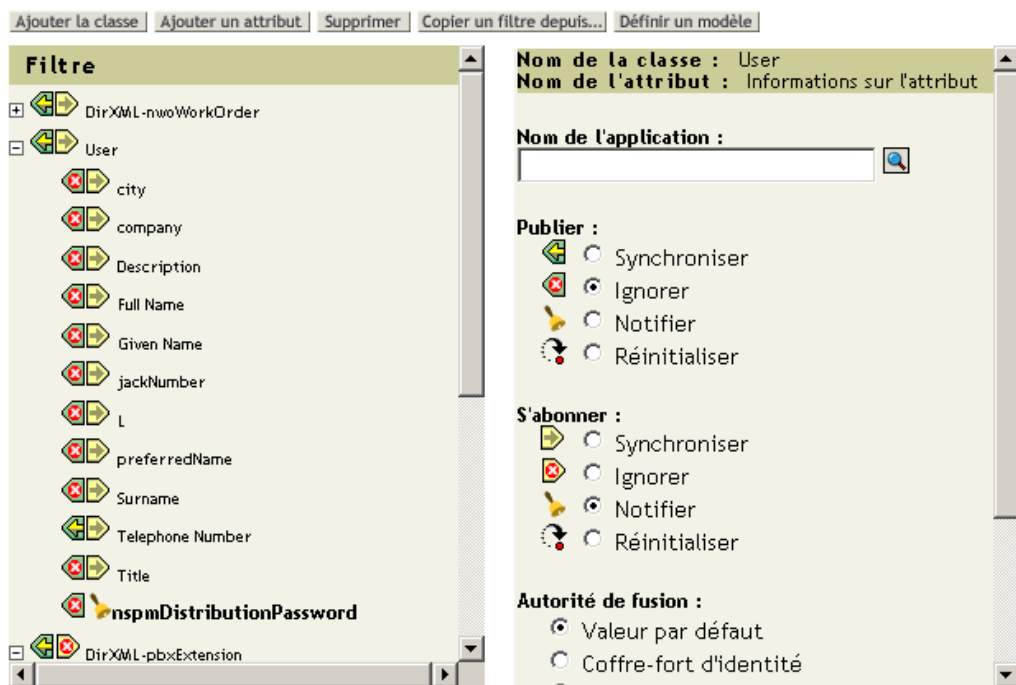 Ajouter la classe Ajouter un attribut Supprimer Copier un filtre depuis... Définir un modèle
Filtre
DirXML-nwoWorkOrder
User
city
company
Description
Full Name
Given Name
jackNumber
L
preferredName
Surname
Telephone Number
Title
nspmDistributionPassword
DirXML-pbxExtension
Nom de la classe : User
Nom de l'attribut : Informations sur l'attribut
Nom de l'application :
Publier :
Synchroniser
Ignorer
Notifier
Réinitialiser
S'abonner :
Synchroniser
Ignorer
Notifier
Réinitialiser
Autorité de fusion :
Valeur par défaut
Coffre-fort d'identité